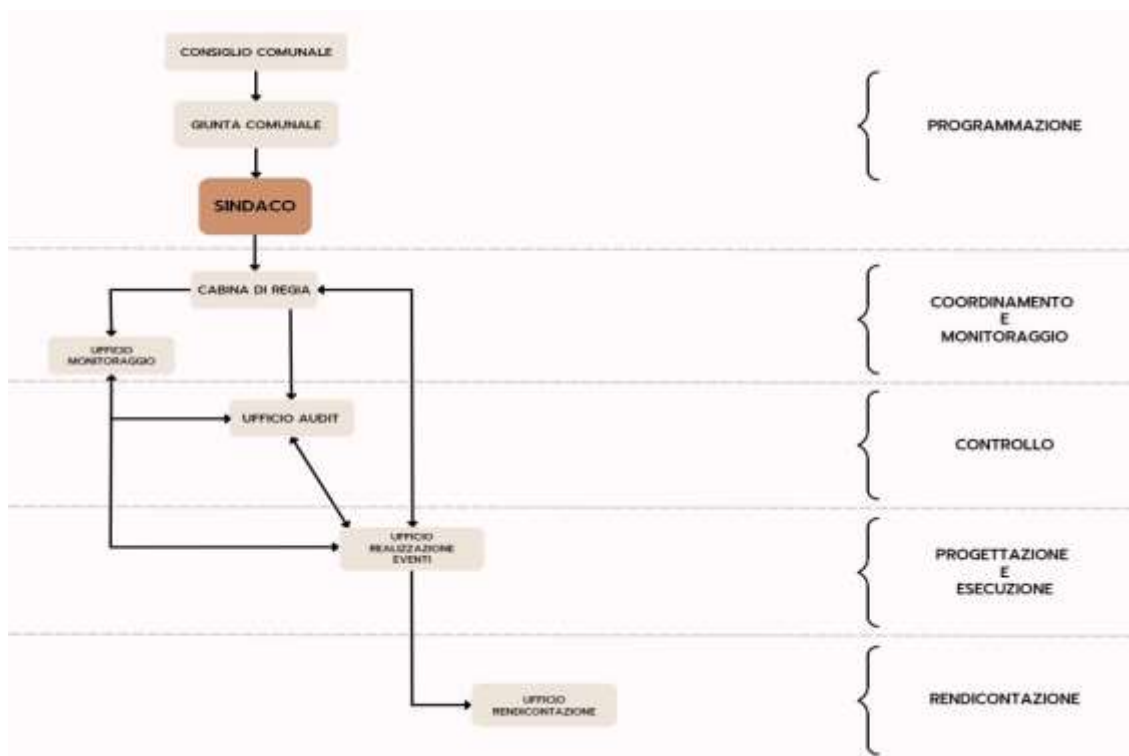 CONSIGLIO COMUNALE
GIUNTA COMUNALE
PROGRAMMAZIONE
SINDACO
CABINA DI REGIA
COORDINAMENTO
E
MONITORAGGIO
UFFICIO
MONITORAGGIO
UFFICIO AUDIT
CONTROLLO
UFFICIO
REALIZZAZIONE
EVENTI
PROGETTAZIONE
E
ESECUZIONE
UFFICIO
RENDICONTAZIONE
RENDICONTAZIONE